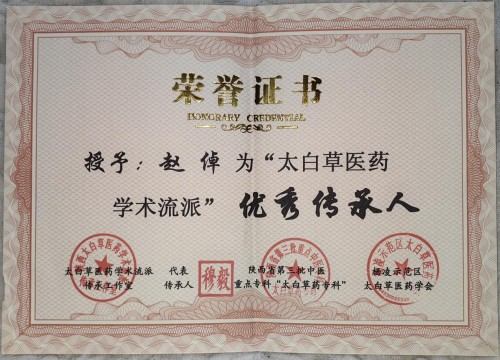 荣誉证书
HONORARY CREDENTIAL
授予：赵倬为“太白草医药
学术流派”优秀传承人
太白草医药学术流派 代表 陕西省第三批中医 杨凌示范区
传承工作室 传承人 穆毅 重点专科“太白草药专科” 太白草医药学会